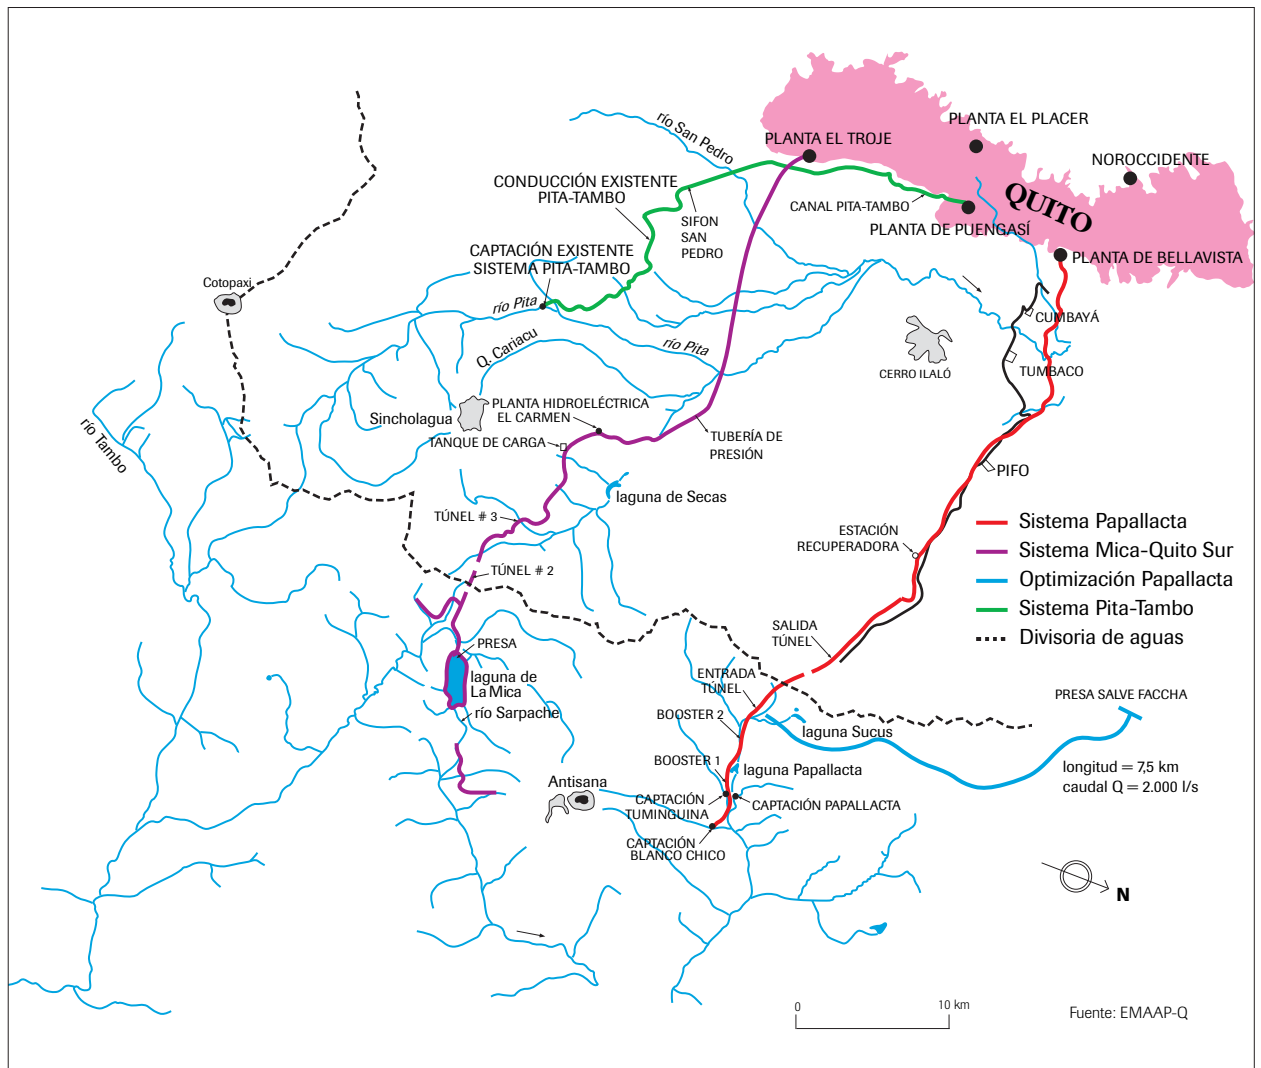 río San Pedro
PLANTA EL TROJE
PLANTA EL PLACER
NOROCCIDENTE
QUITO
CONDUCCIÓN EXISTENTE
PITA-TAMBO
SIFON
SAN
PEDRO
CANAL PITA-TAMBO
PLANTA DE PUENGASÍ
PLANTA DE BELLAVISTA
CAPTACIÓN EXISTENTE
SISTEMA PITA-TAMBO
Cotopaxi
río Pita
río Pita
Q. Cariacu
CUMBAYÁ
CERRO ILALÓ
TUMBACO
río Tambo
Sincholagua
PLANTA HIDROELÉCTRICA
EL CARMEN
TANQUE DE CARGA
TUBERÍA DE
PRESIÓN
PIFO
laguna de Secas
TÚNEL # 3
ESTACIÓN
RECUPERADORA
TÚNEL # 2
Sistema Papallacta
Sistema Mica-Quito Sur
Optimización Papallacta
Sistema Pita-Tambo
Divisoria de aguas
SALIDA
TÚNEL
PRESA
laguna de
La Mica
río Sarpache
ENTRADA
TÚNEL
BOOSTER 2
laguna Sucus
PRESA SALVE FACCHA
longitud = 7,5 km
caudal Q = 2.000 l/s
BOOSTER 1
laguna Papallacta
Antisana
CAPTACIÓN
TUMINGUINA
CAPTACIÓN PAPALLACTA
CAPTACIÓN
BLANCO CHICO
N
0
10 km
Fuente: EMAAP-Q